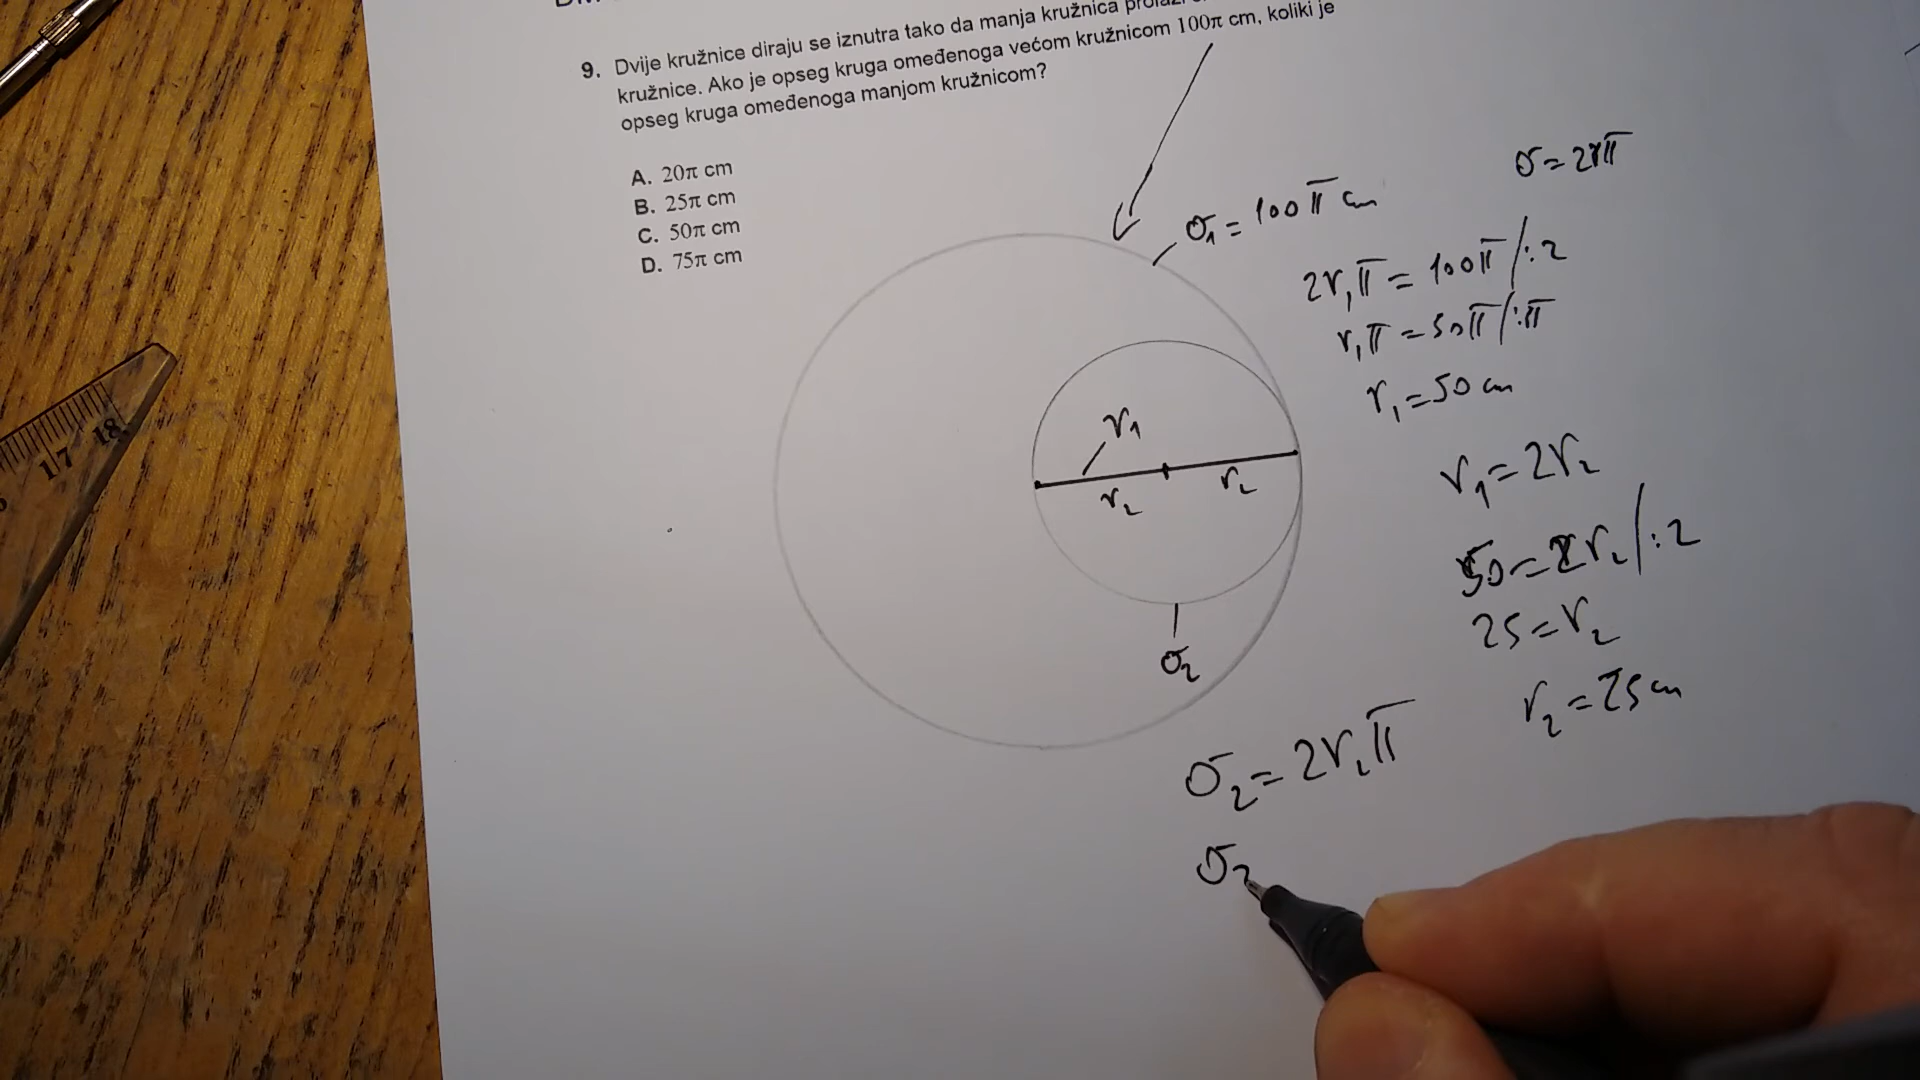 9. Dvije kružnice diraju se iznutra tako da manja kružnica
kružnice. Ako je opseg kruga omeđenoga većom kružnicom 100π cm, koliki je
opseg kruga omeđenoga manjom kružnicom?
A. 20π cm
B. 25π cm
C. 50π cm
D. 75π cm
O = 2rπ
O₁ = 100π cm
2r₁π = 100π /:2
r₁π = 50π /:π
r₁ = 50 cm
r₁
r₂ r₂
r₁ = 2r₂
50 = 2r₂ /:2
25 = r₂
r₂ = 25 cm
O₂
O₂ = 2r₂π
O₂
17 18